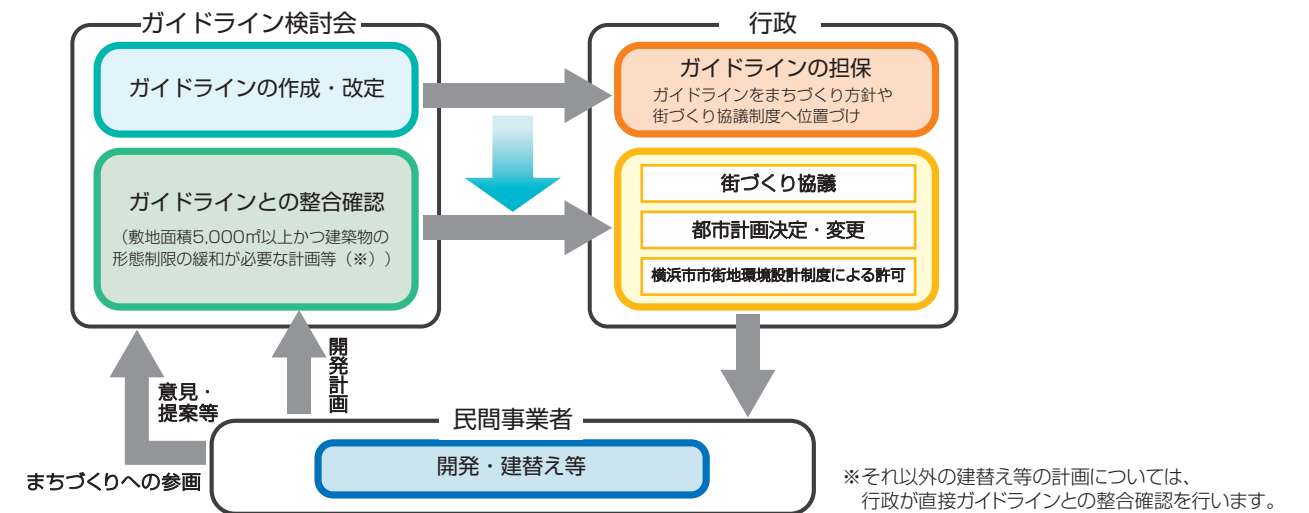 ガイドライン検討会
ガイドラインの作成・改定
ガイドラインとの整合確認
(敷地面積5,000㎡以上かつ建築物の
形態制限の緩和が必要な計画等(※))
行政
ガイドラインの担保
ガイドラインをまちづくり方針や
街づくり協議制度へ位置づけ
街づくり協議
都市計画決定・変更
横浜市市街地環境設計制度による許可
意見・
提案等
開発計画
まちづくりへの参画
民間事業者
開発・建替え等
※それ以外の建替え等の計画については、
行政が直接ガイドラインとの整合確認を行います。